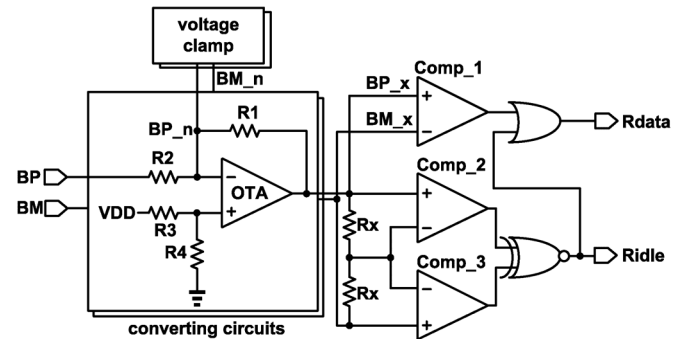 voltage
clamp
BM_n
Comp_1
BP_x
R1
BP_n
BM_x
Rdata
R2
Comp_2
BP
OTA
BM
VDD
R3
Rx
R4
Comp_3
Ridle
Rx
converting circuits